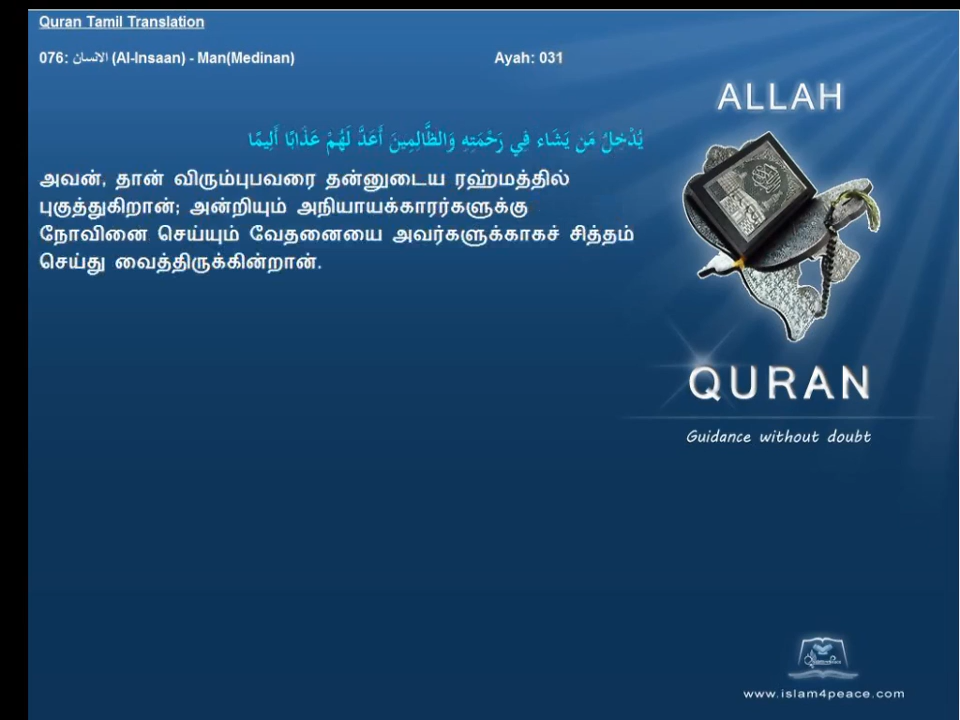 Quran Tamil Translation
076: الانسان (Al-Insaan) - Man(Medinan)
Ayah: 031
يُدْخِلُ مَن يَشَاء فِي رَحْمَتِهِ وَالظَّالِمِينَ أَعَدَّ لَهُمْ عَذَابًا أَلِيمًا
அவன், தான் விரும்புபவரை தன்னுடைய ரஹ்மத்தில்
புகுத்துகிறான்; அன்றியும் அநியாயக்காரர்களுக்கு
நோவினை செய்யும் வேதனையை அவர்களுக்காகச் சித்தம்
செய்து வைத்திருக்கின்றான்.
ALLAH
QURAN
Guidance without doubt
www.islam4peace.com